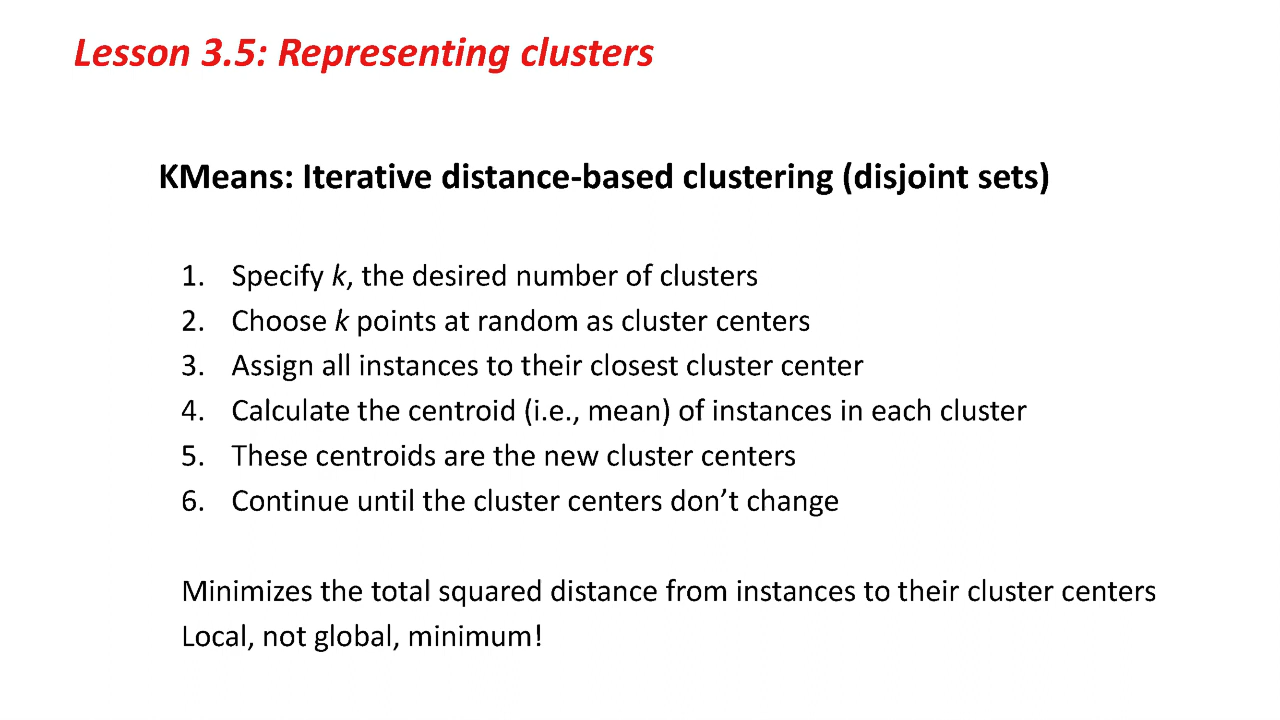 Lesson 3.5: Representing clusters
KMeans: Iterative distance-based clustering (disjoint sets)
1. Specify k, the desired number of clusters
2. Choose k points at random as cluster centers
3. Assign all instances to their closest cluster center
4. Calculate the centroid (i.e., mean) of instances in each cluster
5. These centroids are the new cluster centers
6. Continue until the cluster centers don’t change
Minimizes the total squared distance from instances to their cluster centers
Local, not global, minimum!